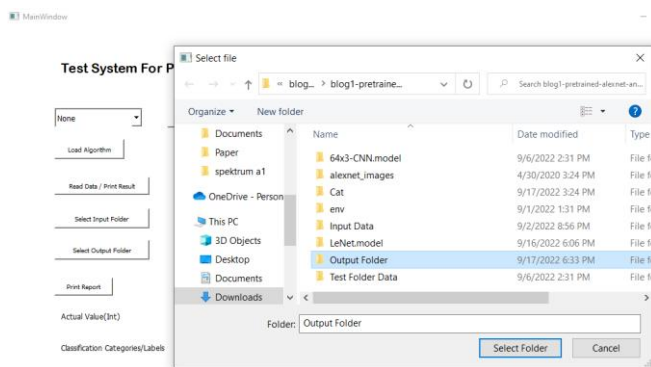 MainWindow
Test System For P
None
Load Algorithm
Read Data / Print Result
Select Input Folder
Select Output Folder
Print Report
Actual Value(Int)
Classification Categories/Labels
Select file
« blog... > blog1-pretraine...
Search blog1-pretrained-alexnet-an...
Organize
New folder
Documents
Paper
spektrum a1
OneDrive - Person
This PC
3D Objects
Desktop
Documents
Downloads
Name Date modified Type
64x3-CNN.model 9/6/2022 2:31 PM File f
alexnet_images 4/30/2020 3:24 PM File f
Cat 9/17/2022 3:24 PM File f
env 9/1/2022 1:31 PM File f
Input Data 9/2/2022 8:56 PM File f
LeNet.model 9/16/2022 6:06 PM File f
Output Folder 9/17/2022 6:33 PM File f
Test Folder Data 9/6/2022 2:31 PM File f
Folder: Output Folder
Select Folder
Cancel